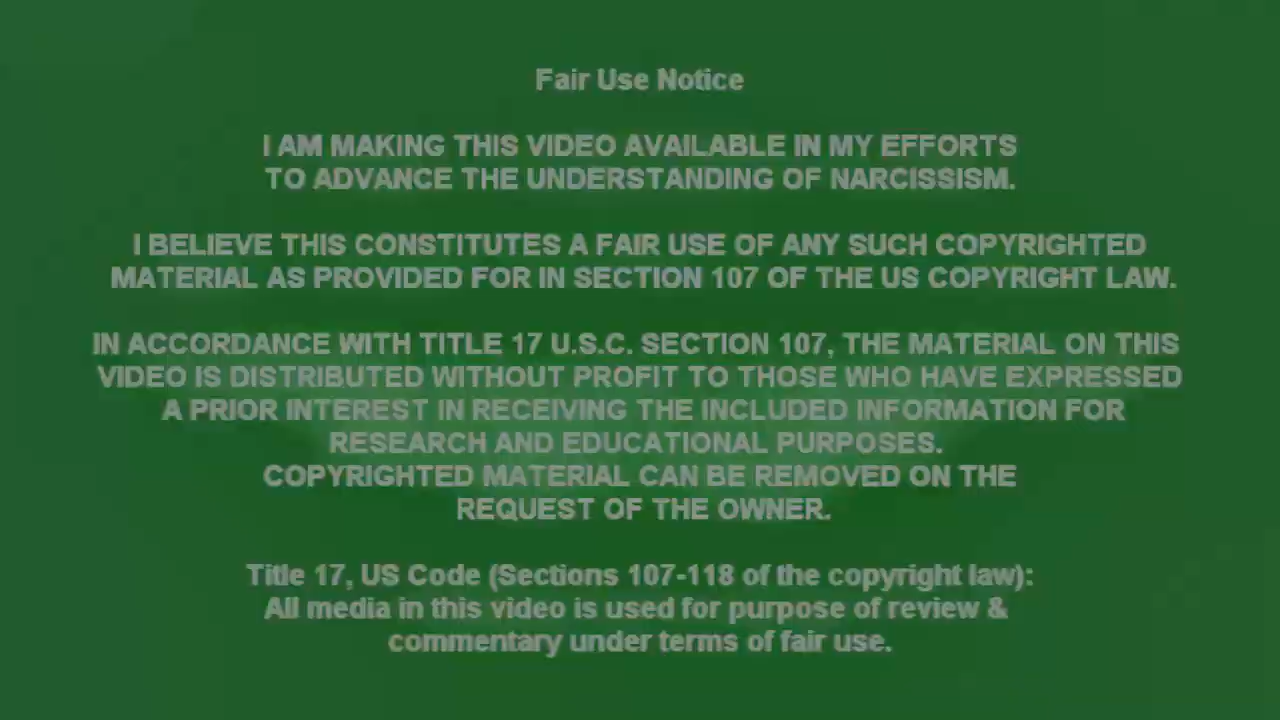 Fair Use Notice
I AM MAKING THIS VIDEO AVAILABLE IN MY EFFORTS
TO ADVANCE THE UNDERSTANDING OF NARCISSISM.
I BELIEVE THIS CONSTITUTES A FAIR USE OF ANY SUCH COPYRIGHTED
MATERIAL AS PROVIDED FOR IN SECTION 107 OF THE US COPYRIGHT LAW.
IN ACCORDANCE WITH TITLE 17 U.S.C. SECTION 107, THE MATERIAL ON THIS
VIDEO IS DISTRIBUTED WITHOUT PROFIT TO THOSE WHO HAVE EXPRESSED
A PRIOR INTEREST IN RECEIVING THE INCLUDED INFORMATION FOR
RESEARCH AND EDUCATIONAL PURPOSES.
COPYRIGHTED MATERIAL CAN BE REMOVED ON THE
REQUEST OF THE OWNER.
Title 17, US Code (Sections 107-118 of the copyright law):
All media in this video is used for purpose of review &
commentary under terms of fair use.